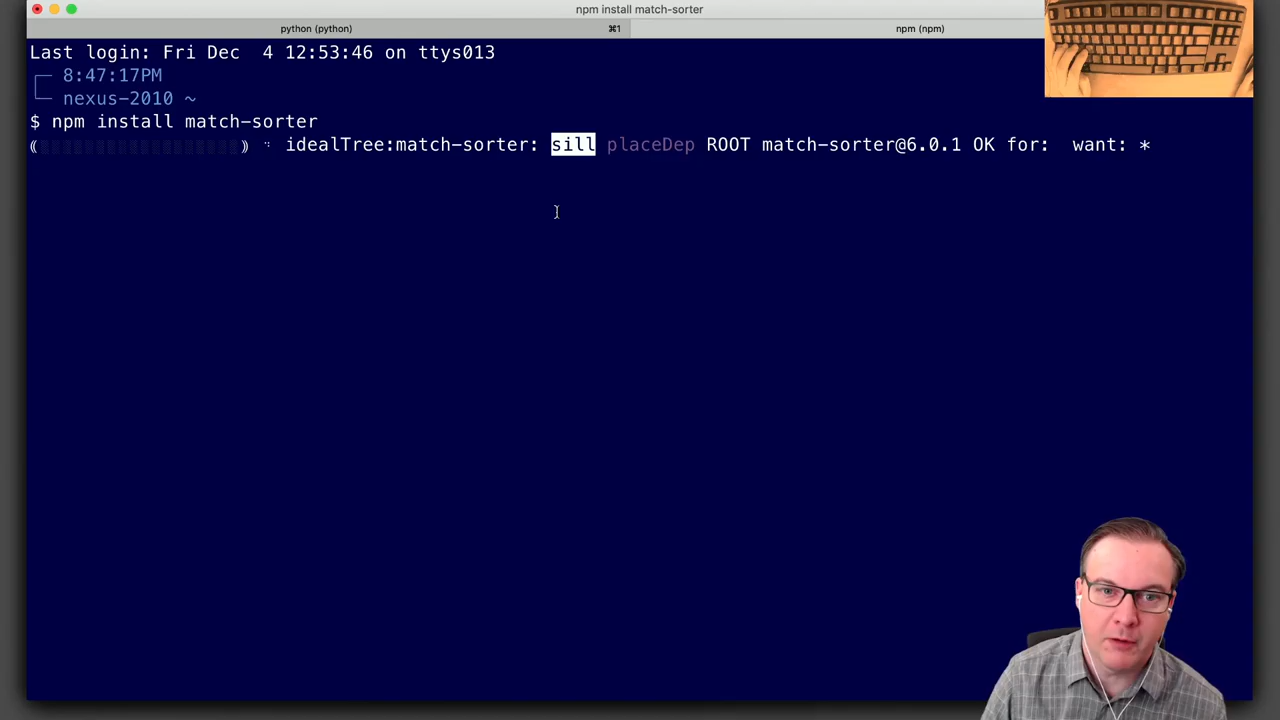 npm install match-sorter
python (python)
⌘1
npm (npm)
Last login: Fri Dec  4 12:53:46 on ttys013
8:47:17PM
nexus-2010 ~
$ npm install match-sorter
idealTree:match-sorter: sill placeDep ROOT match-sorter@6.0.1 OK for:  want: *